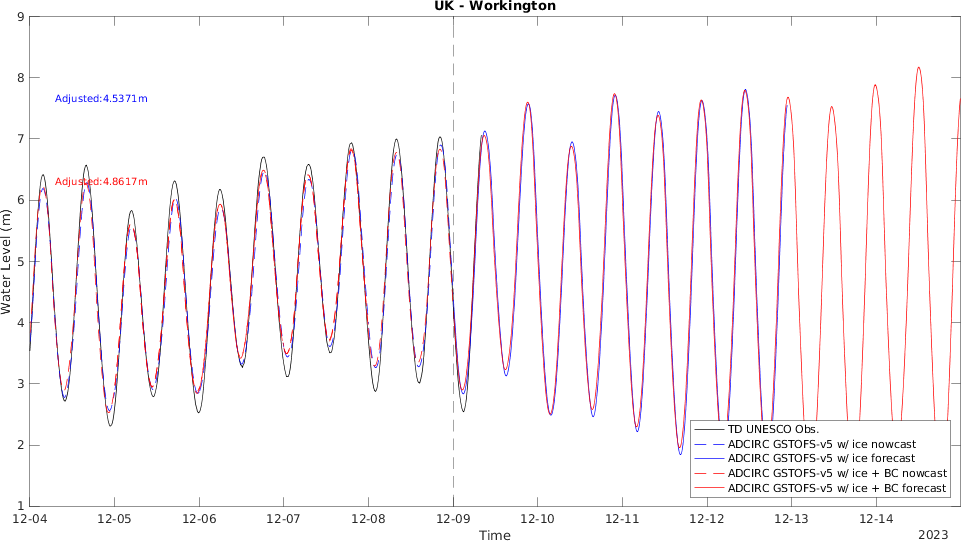 UK - Workington
9
8
7
6
5
4
3
2
1
Water Level (m)
Adjusted:4.5371m
Adjusted:4.8617m
TD UNESCO Obs.
ADCIRC GSTOFS-v5 w/ ice nowcast
ADCIRC GSTOFS-v5 w/ ice forecast
ADCIRC GSTOFS-v5 w/ ice + BC nowcast
ADCIRC GSTOFS-v5 w/ ice + BC forecast
12-04 12-05 12-06 12-07 12-08 12-09 12-10 12-11 12-12 12-13 12-14
Time
2023